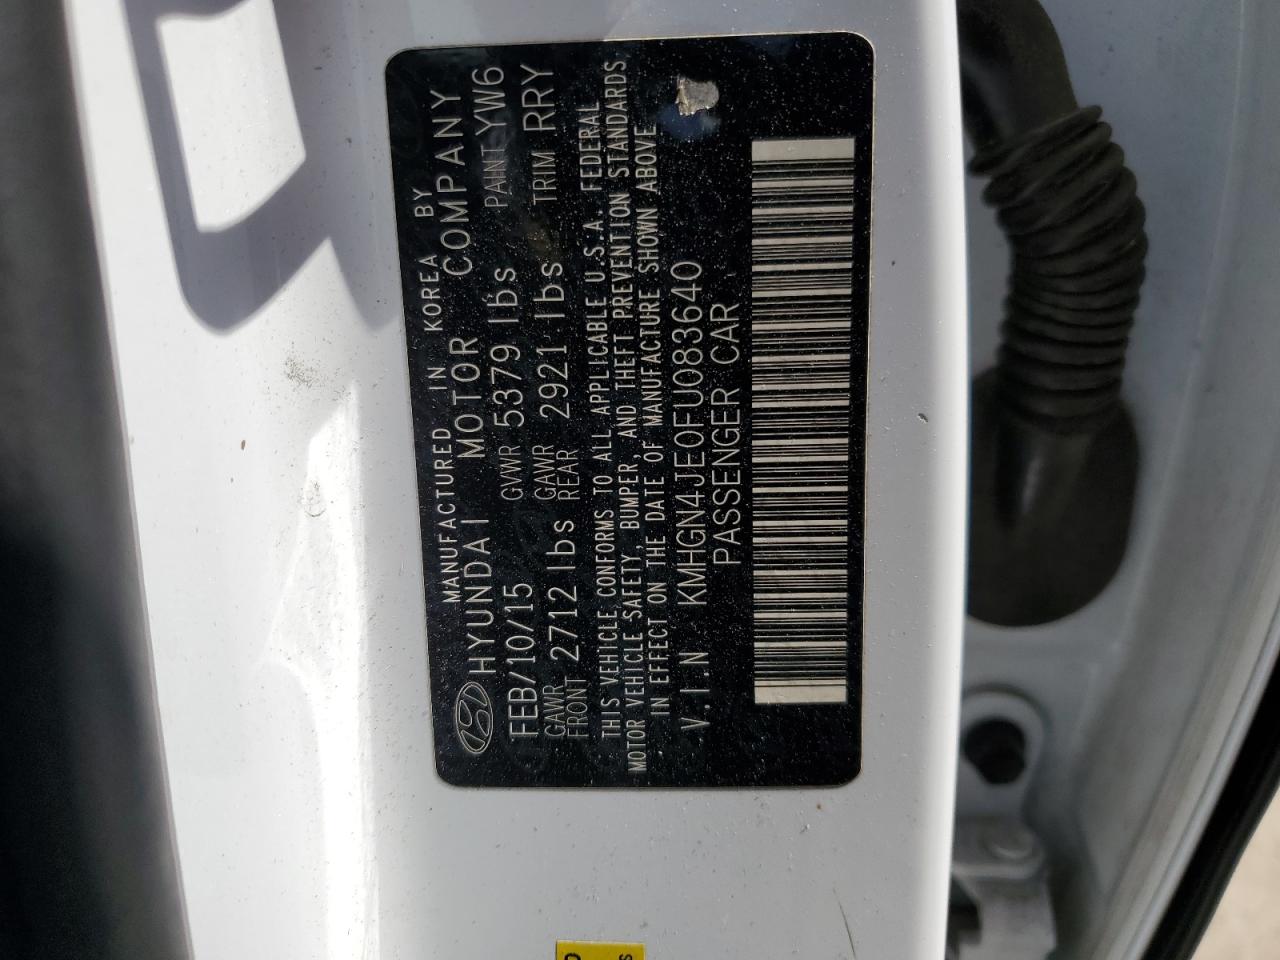 MANUFACTURED IN KOREA BY
HYUNDAI MOTOR COMPANY
FEB/10/15 GVWR 5379 lbs PAINT YW6
GAWR FRONT 2712 lbs GAWR REAR 2921 lbs TRIM RRY
THIS VEHICLE CONFORMS TO ALL APPLICABLE U.S.A. FEDERAL
MOTOR VEHICLE SAFETY, BUMPER, AND THEFT PREVENTION STANDARDS
IN EFFECT ON THE DATE OF MANUFACTURE SHOWN ABOVE
V.I.N KMHGN4JE0FU083640
PASSENGER CAR